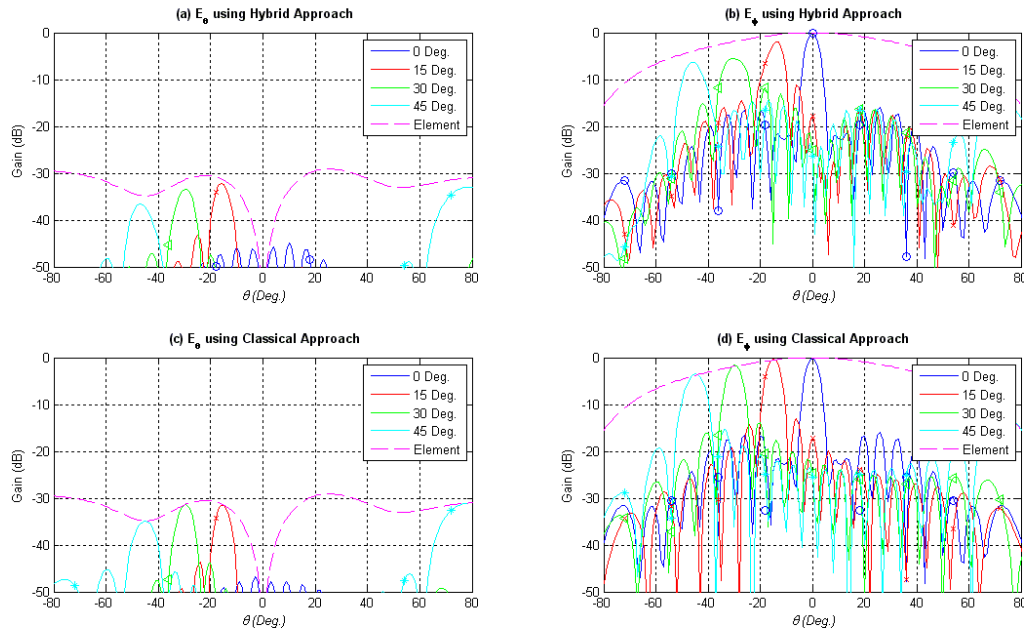 (a) E_θ using Hybrid Approach
0
-10
-20
-30
-40
-50
Gain (dB)
-80 -60 -40 -20 0 20 40 60 80
θ (Deg.)
0 Deg.
15 Deg.
30 Deg.
45 Deg.
Element
(b) E_ϕ using Hybrid Approach
0
-10
-20
-30
-40
-50
Gain (dB)
-80 -60 -40 -20 0 20 40 60 80
θ (Deg.)
0 Deg.
15 Deg.
30 Deg.
45 Deg.
Element
(c) E_θ using Classical Approach
0
-10
-20
-30
-40
-50
Gain (dB)
-80 -60 -40 -20 0 20 40 60 80
θ (Deg.)
0 Deg.
15 Deg.
30 Deg.
45 Deg.
Element
(d) E_ϕ using Classical Approach
0
-10
-20
-30
-40
-50
Gain (dB)
-80 -60 -40 -20 0 20 40 60 80
θ (Deg.)
0 Deg.
15 Deg.
30 Deg.
45 Deg.
Element